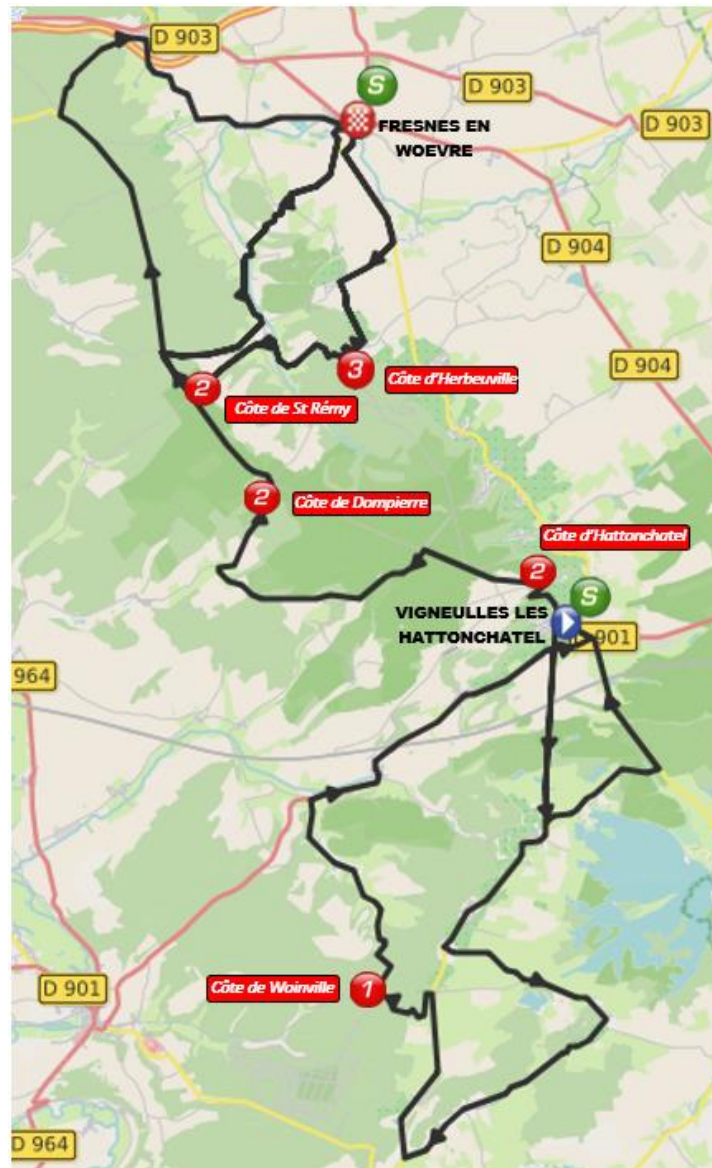 D 903
S
D 903
FRESNES EN
WOEVRE
D 903
D 904
D 904
3
Côte d'Herbeuville
2
Côte de St Rémy
2
Côte de Dompierre
Côte d'Hattonchatel
2
S
VIGNEULLES LES
HATTONCHATEL
D 901
964
Côte de Woinville
1
D 901
D 964